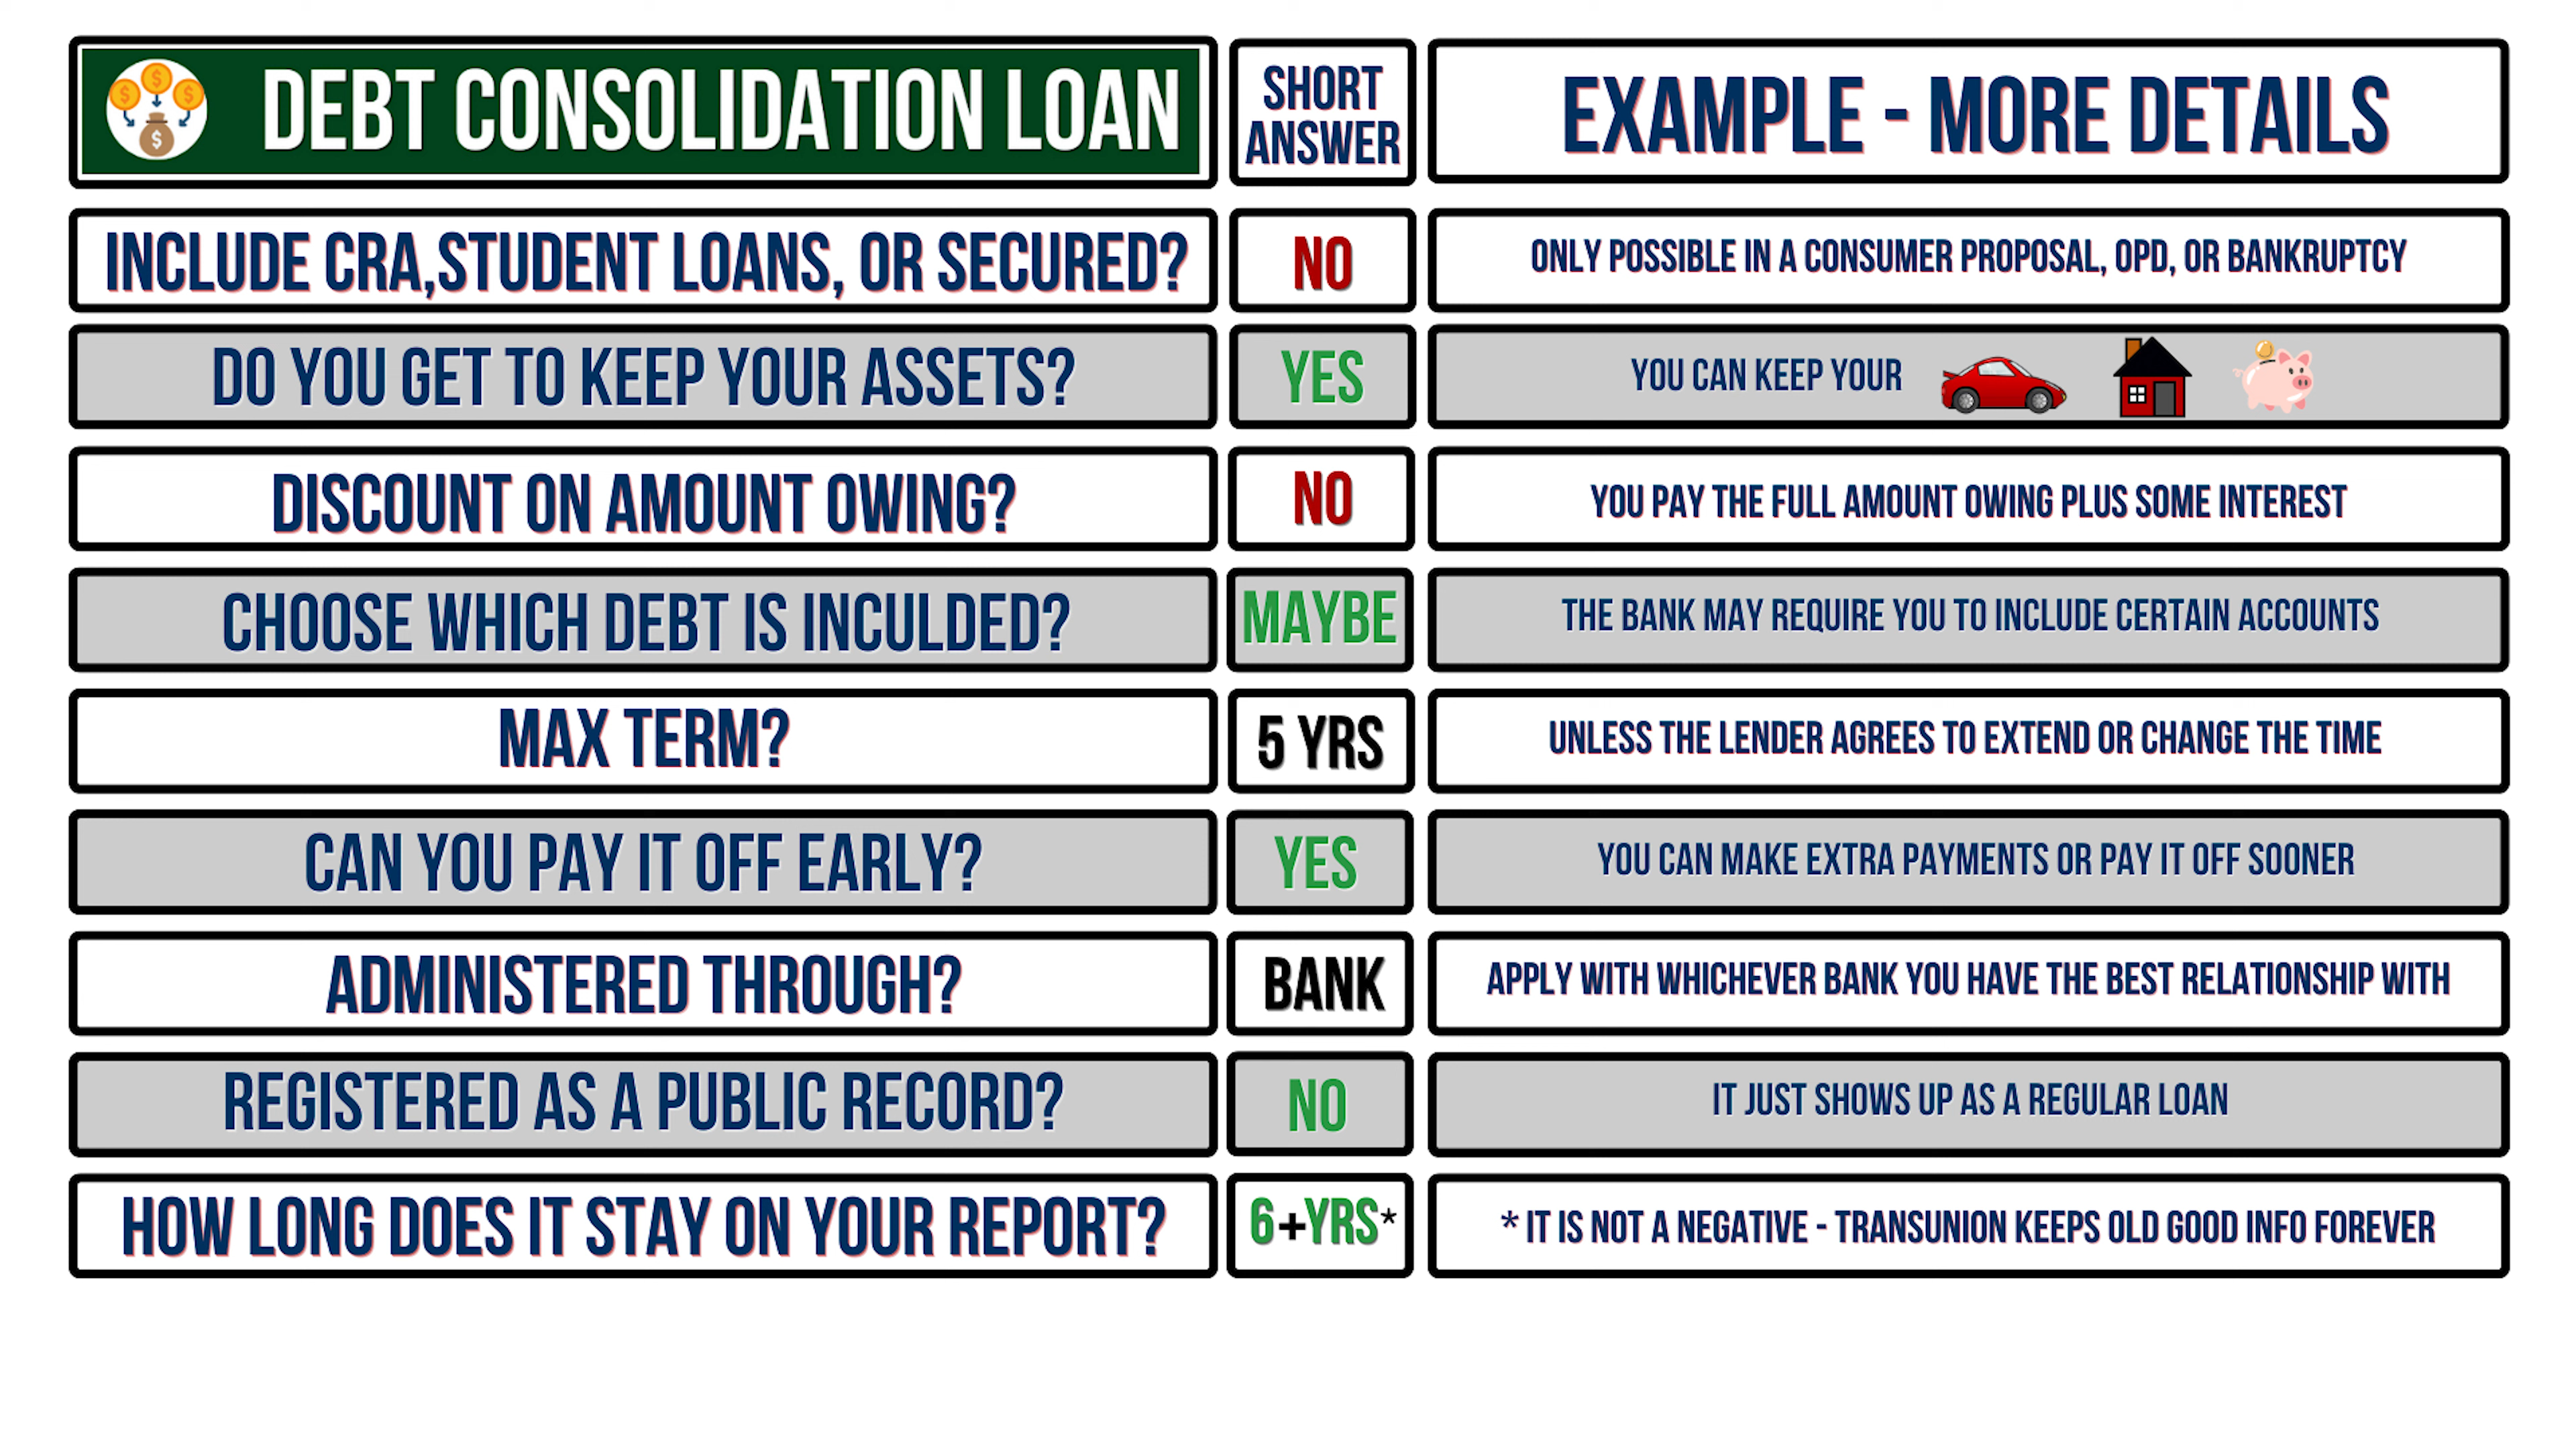 DEBT CONSOLIDATION LOAN
SHORT
ANSWER
EXAMPLE - MORE DETAILS
INCLUDE CRA,STUDENT LOANS, OR SECURED?
NO
ONLY POSSIBLE IN A CONSUMER PROPOSAL, OPD, OR BANKRUPTCY
DO YOU GET TO KEEP YOUR ASSETS?
YES
YOU CAN KEEP YOUR
DISCOUNT ON AMOUNT OWING?
NO
YOU PAY THE FULL AMOUNT OWING PLUS SOME INTEREST
CHOOSE WHICH DEBT IS INCULDED?
MAYBE
THE BANK MAY REQUIRE YOU TO INCLUDE CERTAIN ACCOUNTS
MAX TERM?
5 YRS
UNLESS THE LENDER AGREES TO EXTEND OR CHANGE THE TIME
CAN YOU PAY IT OFF EARLY?
YES
YOU CAN MAKE EXTRA PAYMENTS OR PAY IT OFF SOONER
ADMINISTERED THROUGH?
BANK
APPLY WITH WHICHEVER BANK YOU HAVE THE BEST RELATIONSHIP WITH
REGISTERED AS A PUBLIC RECORD?
NO
IT JUST SHOWS UP AS A REGULAR LOAN
HOW LONG DOES IT STAY ON YOUR REPORT?
6+YRS*
* IT IS NOT A NEGATIVE - TRANSUNION KEEPS OLD GOOD INFO FOREVER